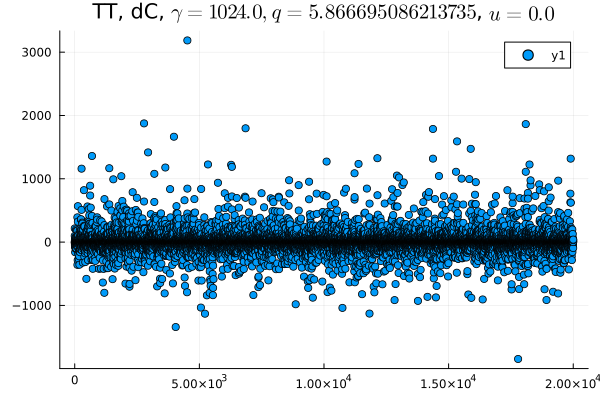 TT, dC, γ = 1024.0, q = 5.866695086213735, u = 0.0
y1
3000
2000
1000
0
−1000
0 5.00×10³ 1.00×10⁴ 1.50×10⁴ 2.00×10⁴